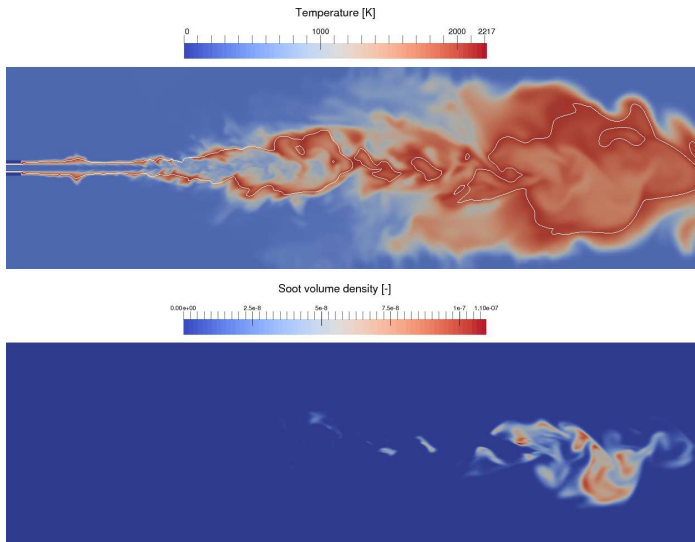 Temperature [K]
0 1000 2000 2217
Soot volume density [-]
0.00e+00 2.5e-8 5e-8 7.5e-8 1e-7 1.10e-07